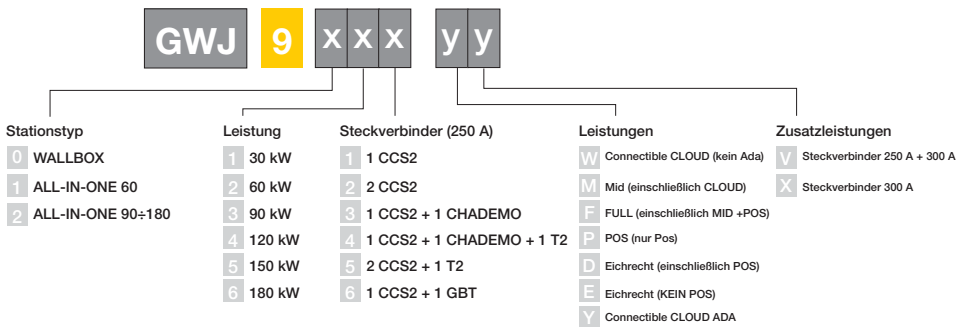 GWJ 9 x x x y y
Stationstyp
0 WALLBOX
1 ALL-IN-ONE 60
2 ALL-IN-ONE 90÷180
Leistung
1 30 kW
2 60 kW
3 90 kW
4 120 kW
5 150 kW
6 180 kW
Steckverbinder (250 A)
1 1 CCS2
2 2 CCS2
3 1 CCS2 + 1 CHADEMO
4 1 CCS2 + 1 CHADEMO + 1 T2
5 2 CCS2 + 1 T2
6 1 CCS2 + 1 GBT
Leistungen
W Connectible CLOUD (kein Ada)
M Mid (einschließlich CLOUD)
F FULL (einschließlich MID +POS)
P POS (nur Pos)
D Eichrecht (einschließlich POS)
E Eichrecht (KEIN POS)
Y Connectible CLOUD ADA
Zusatzleistungen
V Steckverbinder 250 A + 300 A
X Steckverbinder 300 A